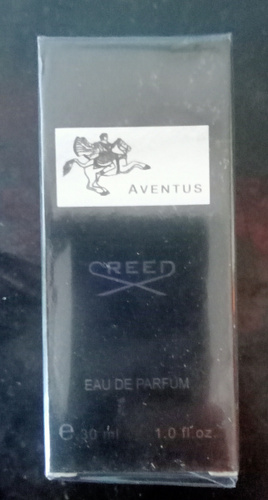 AVENTUS
CREED
EAU DE PARFUM
e 30 ml 1.0 fl.oz.